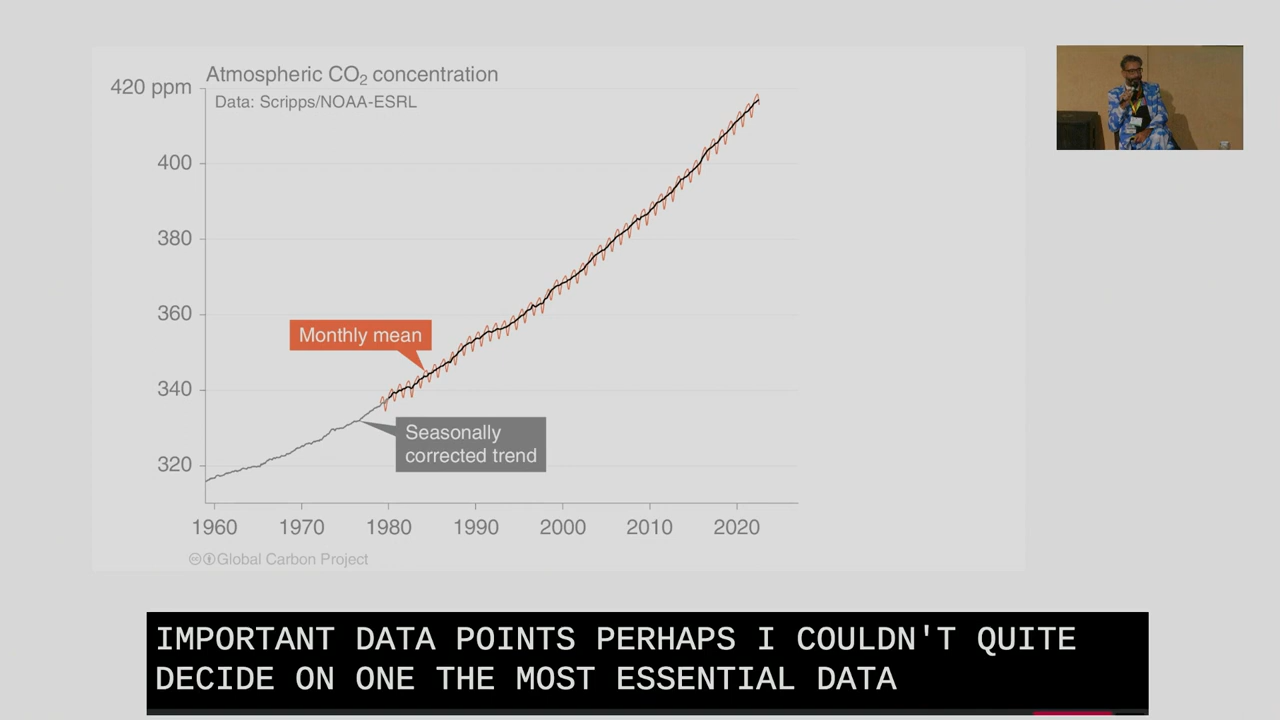 Atmospheric CO₂ concentration
420 ppm
Data: Scripps/NOAA-ESRL
400
380
360
Monthly mean
340
Seasonally
corrected trend
320
1960 1970 1980 1990 2000 2010 2020
Global Carbon Project
IMPORTANT DATA POINTS PERHAPS I COULDN'T QUITE
DECIDE ON ONE THE MOST ESSENTIAL DATA